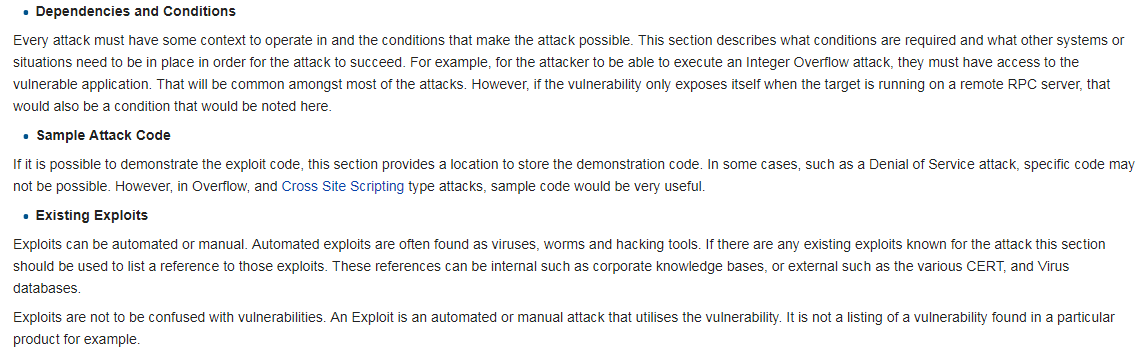 Dependencies and Conditions
Every attack must have some context to operate in and the conditions that make the attack possible. This section describes what conditions are required and what other systems or
situations need to be in place in order for the attack to succeed. For example, for the attacker to be able to execute an Integer Overflow attack, they must have access to the
vulnerable application. That will be common amongst most of the attacks. However, if the vulnerability only exposes itself when the target is running on a remote RPC server, that
would also be a condition that would be noted here.
Sample Attack Code
If it is possible to demonstrate the exploit code, this section provides a location to store the demonstration code. In some cases, such as a Denial of Service attack, specific code may
not be possible. However, in Overflow, and Cross Site Scripting type attacks, sample code would be very useful.
Existing Exploits
Exploits can be automated or manual. Automated exploits are often found as viruses, worms and hacking tools. If there are any existing exploits known for the attack this section
should be used to list a reference to those exploits. These references can be internal such as corporate knowledge bases, or external such as the various CERT, and Virus
databases.
Exploits are not to be confused with vulnerabilities. An Exploit is an automated or manual attack that utilises the vulnerability. It is not a listing of a vulnerability found in a particular
product for example.